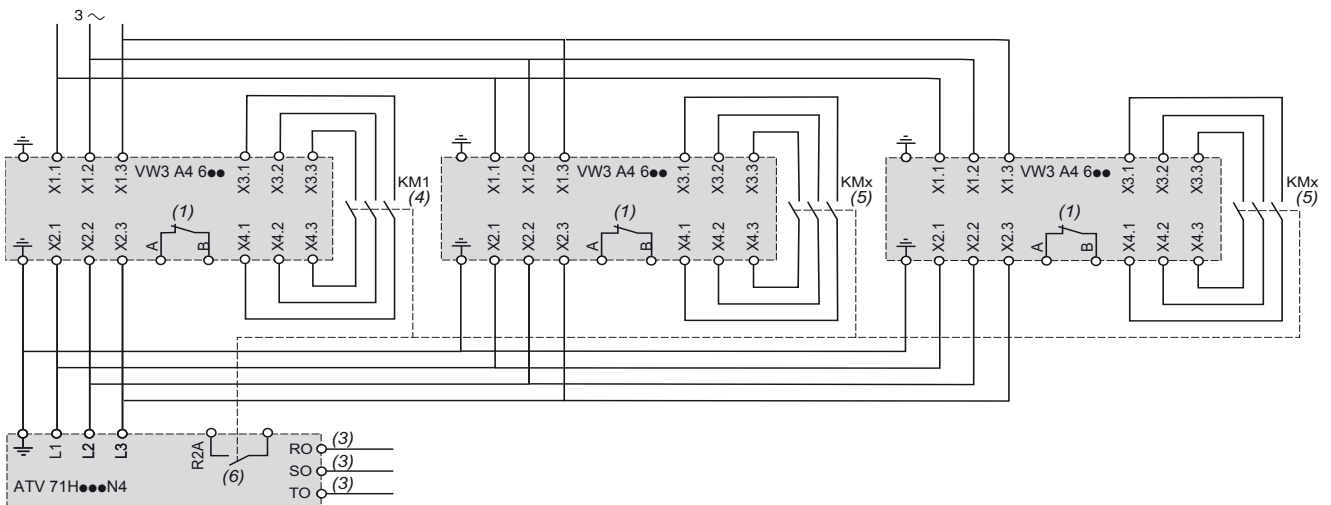 3 ~
X1.1 X1.2 X1.3 VW3 A4 6●● X3.1 X3.2 X3.3
KM1
(4)
(1)
X2.1 X2.2 X2.3 A B X4.1 X4.2 X4.3
X1.1 X1.2 X1.3 VW3 A4 6●● X3.1 X3.2 X3.3
KMx
(5)
(1)
X2.1 X2.2 X2.3 A B X4.1 X4.2 X4.3
X1.1 X1.2 X1.3 VW3 A4 6●● X3.1 X3.2 X3.3
KMx
(5)
(1)
X2.1 X2.2 X2.3 A B X4.1 X4.2 X4.3
L1 L2 L3 R2A
(6)
RO (3)
SO (3)
TO (3)
ATV 71H●●●N4